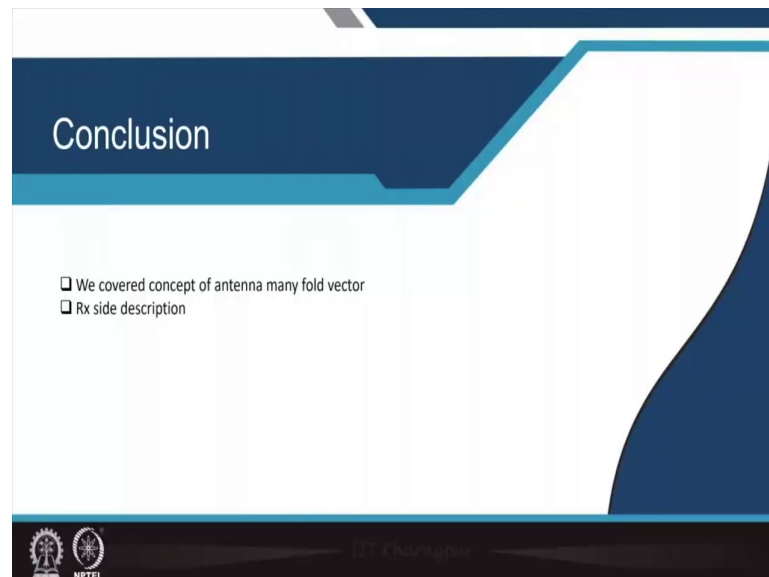 Conclusion
❑ We covered concept of antenna many fold vector
❑ Rx side description
IIT Kharagpur
NPTEL